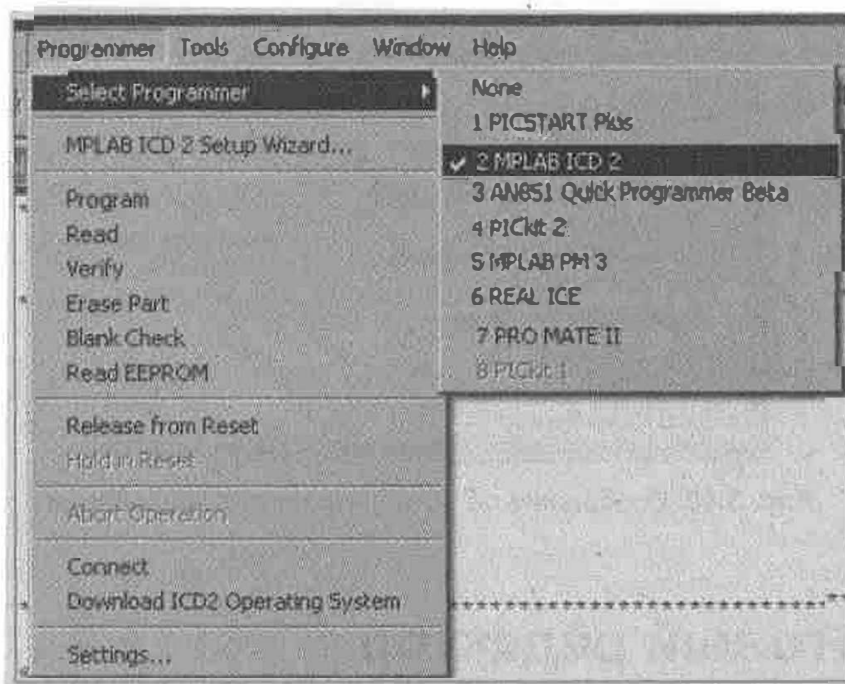 Programmer Tools Configure Window Help
Select Programmer
MPLAB ICD 2 Setup Wizard...
Program
Read
Verify
Erase Part
Blank Check
Read EEPROM
Release from Reset
Hold in Reset
Abort Operation
Connect
Download ICD2 Operating System
Settings...
None
1 PICSTART Plus
✓ 2 MPLAB ICD 2
3 AN851 Quick Programmer Beta
4 PICkit 2
5 MPLAB PM 3
6 REAL ICE
7 PRO MATE II
8 PICkit 1